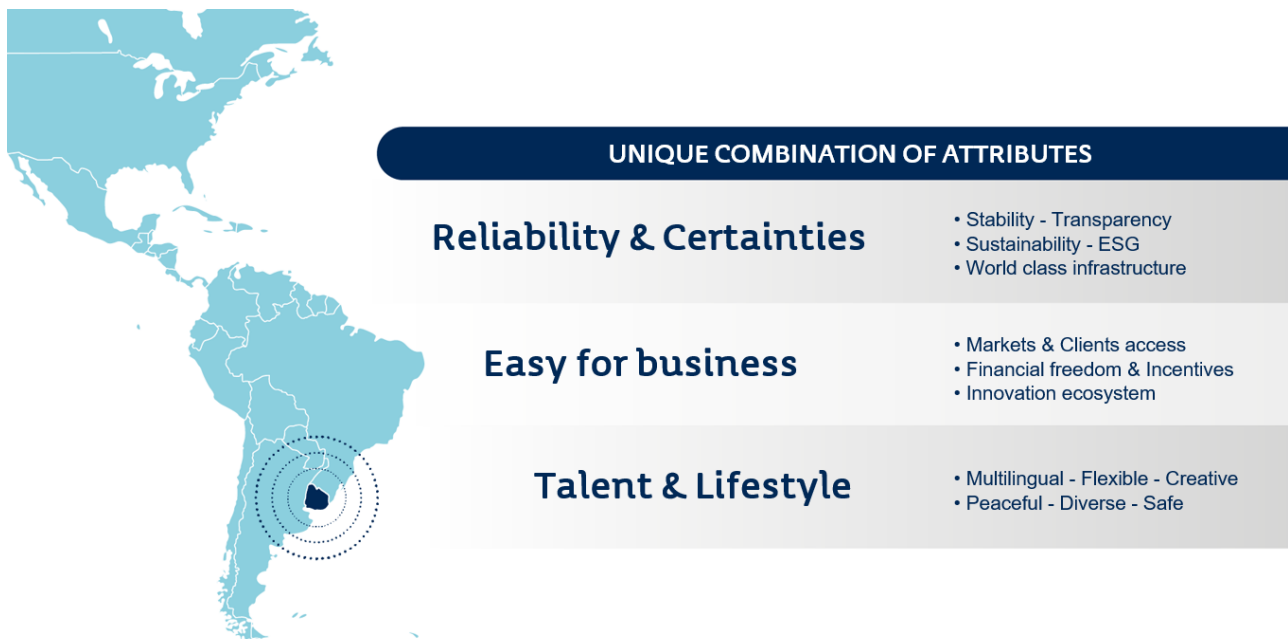 UNIQUE COMBINATION OF ATTRIBUTES
Reliability & Certainties
• Stability - Transparency
• Sustainability - ESG
• World class infrastructure
Easy for business
• Markets & Clients access
• Financial freedom & Incentives
• Innovation ecosystem
Talent & Lifestyle
• Multilingual - Flexible - Creative
• Peaceful - Diverse - Safe